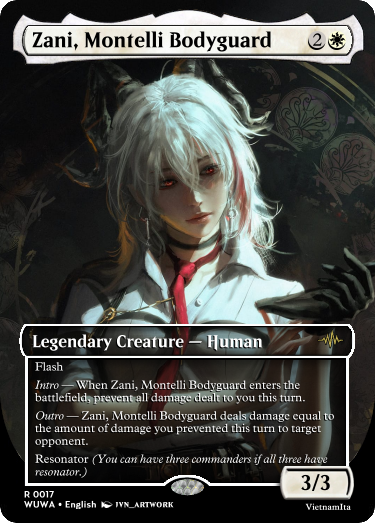 Zani, Montelli Bodyguard 2
Legendary Creature — Human
Flash
Intro — When Zani, Montelli Bodyguard enters the
battlefield, prevent all damage dealt to you this turn.
Outro — Zani, Montelli Bodyguard deals damage equal to
the amount of damage you prevented this turn to target
opponent.
Resonator (You can have three commanders if all three have
resonator.)
3/3
R 0017
WUWA • English JVN_ARTWORK
VietnamIta